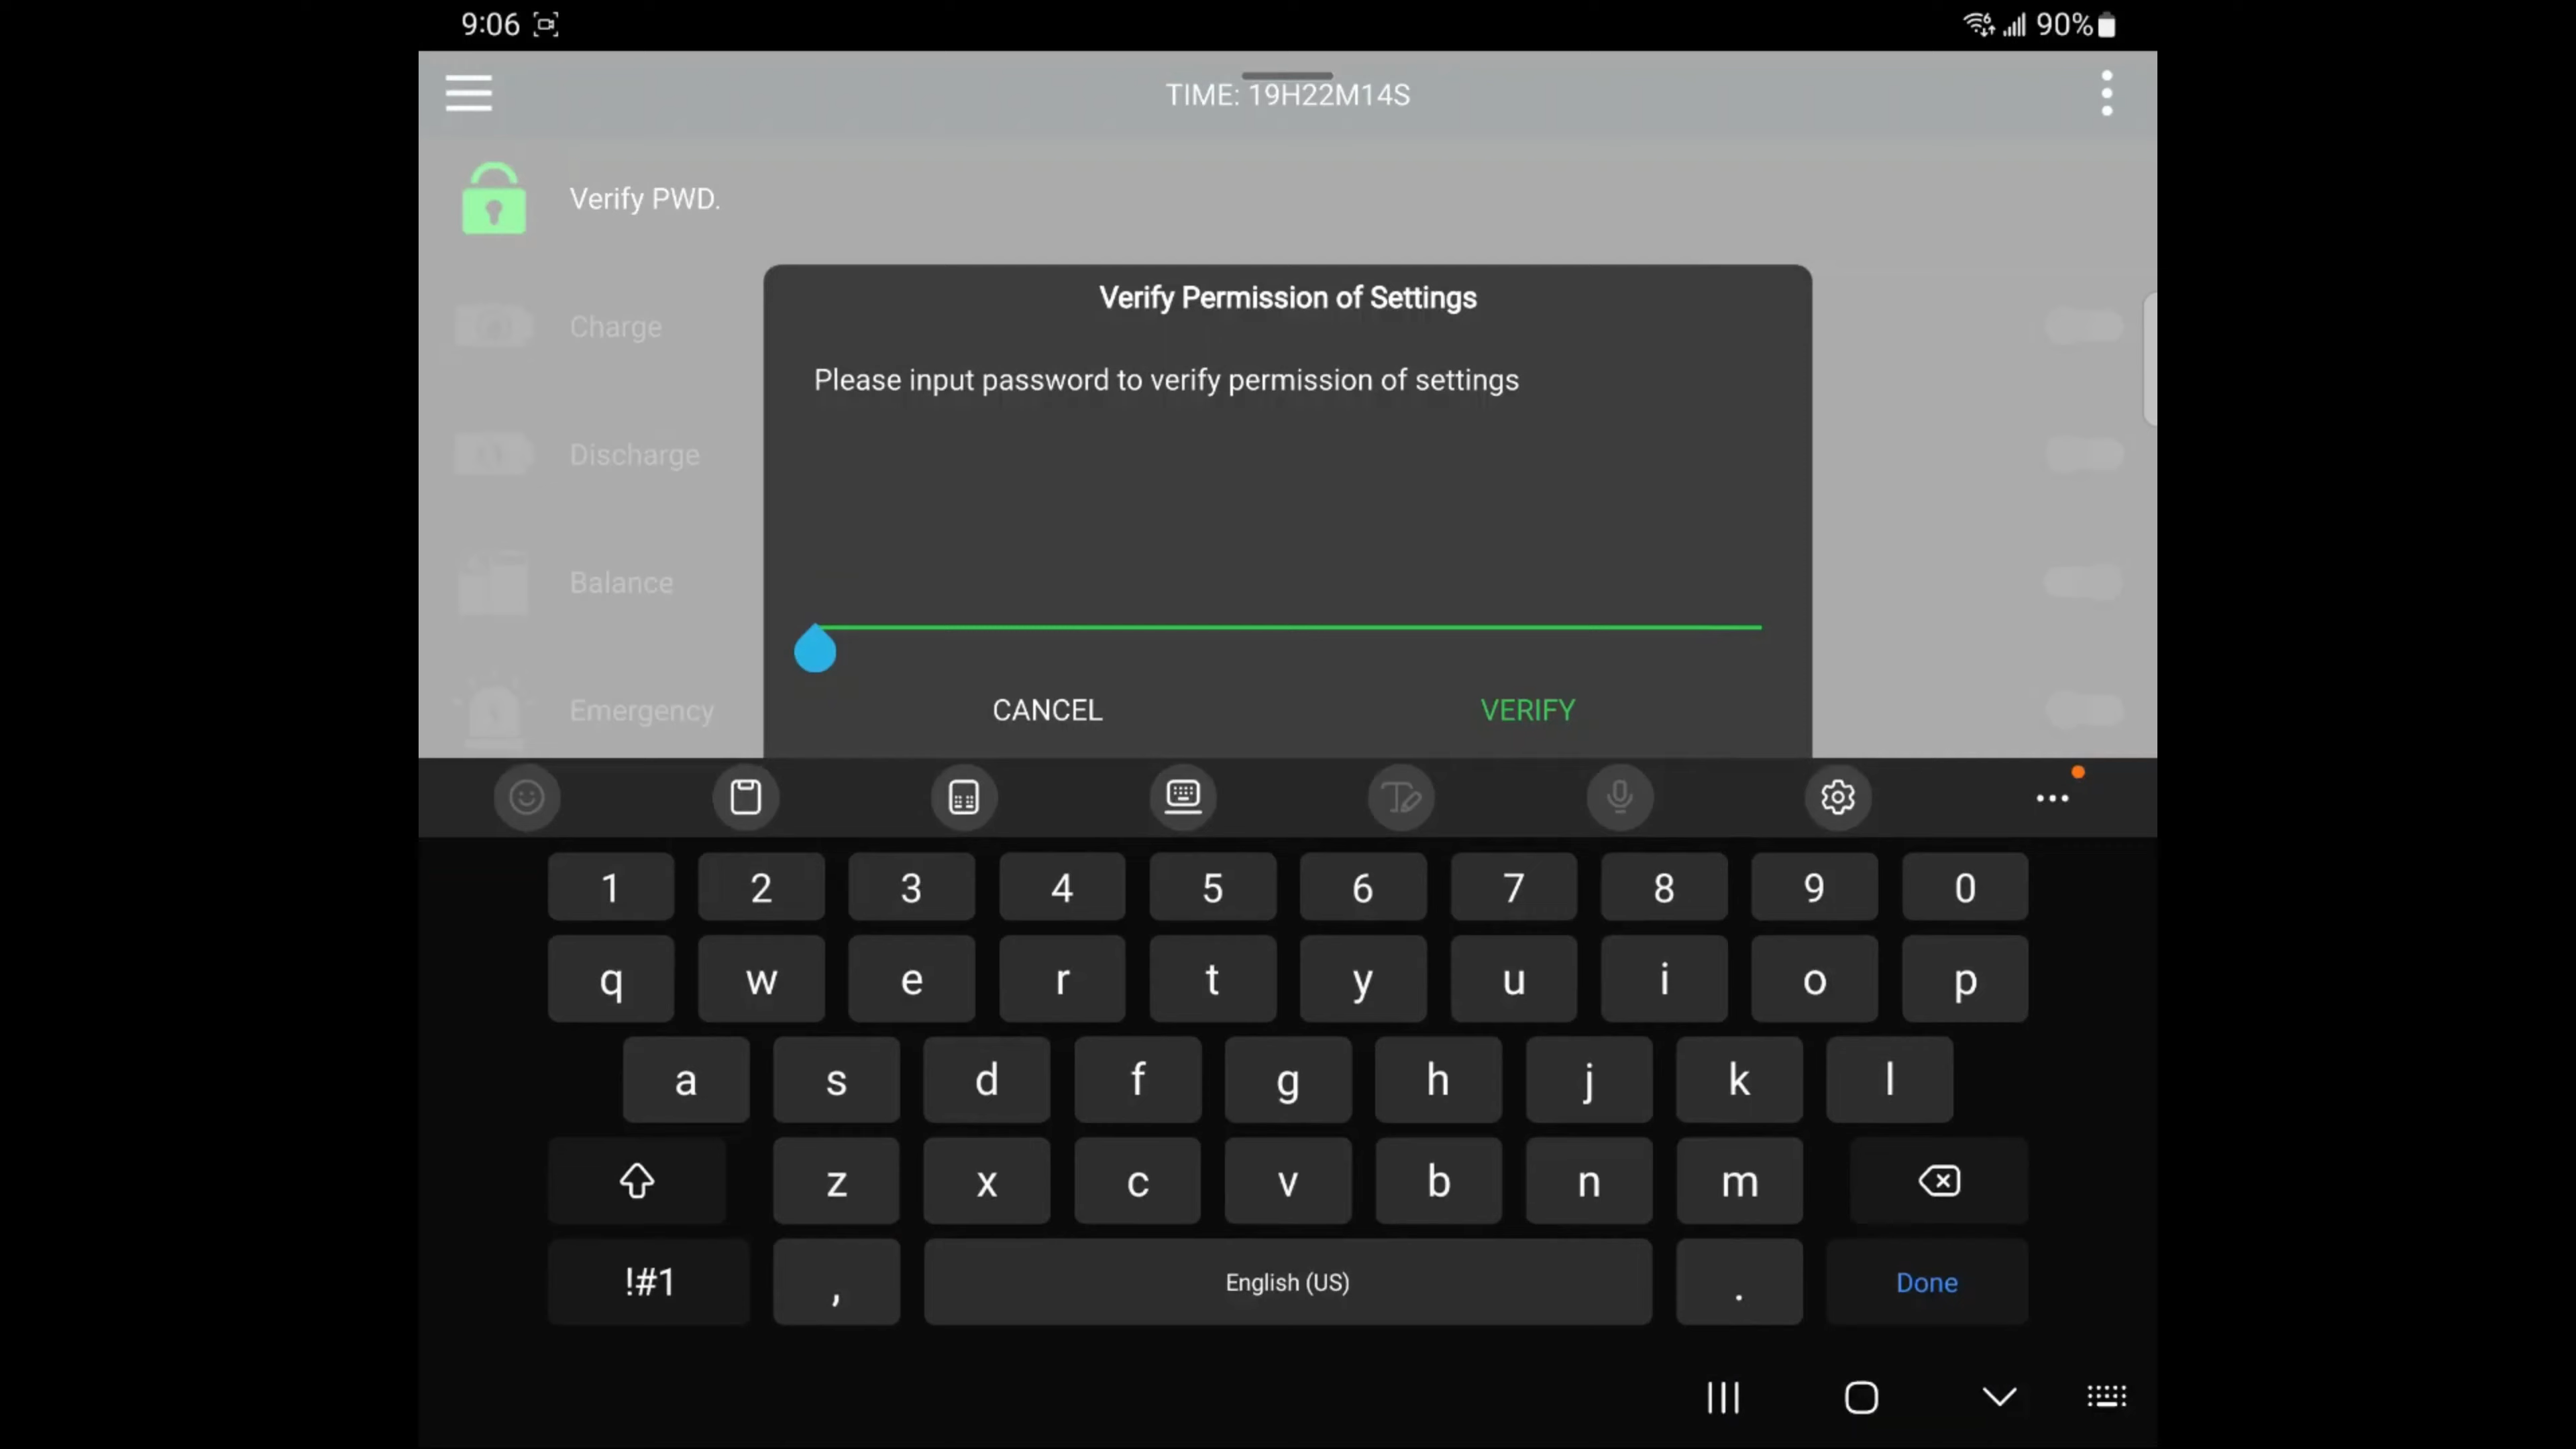 9:06
90%
TIME: 19H22M14S
Verify PWD.
Charge
Discharge
Balance
Emergency
Verify Permission of Settings
Please input password to verify permission of settings
CANCEL VERIFY
1 2 3 4 5 6 7 8 9 0
q w e r t y u i o p
a s d f g h j k l
z x c v b n m
!#1 , English (US) . Done